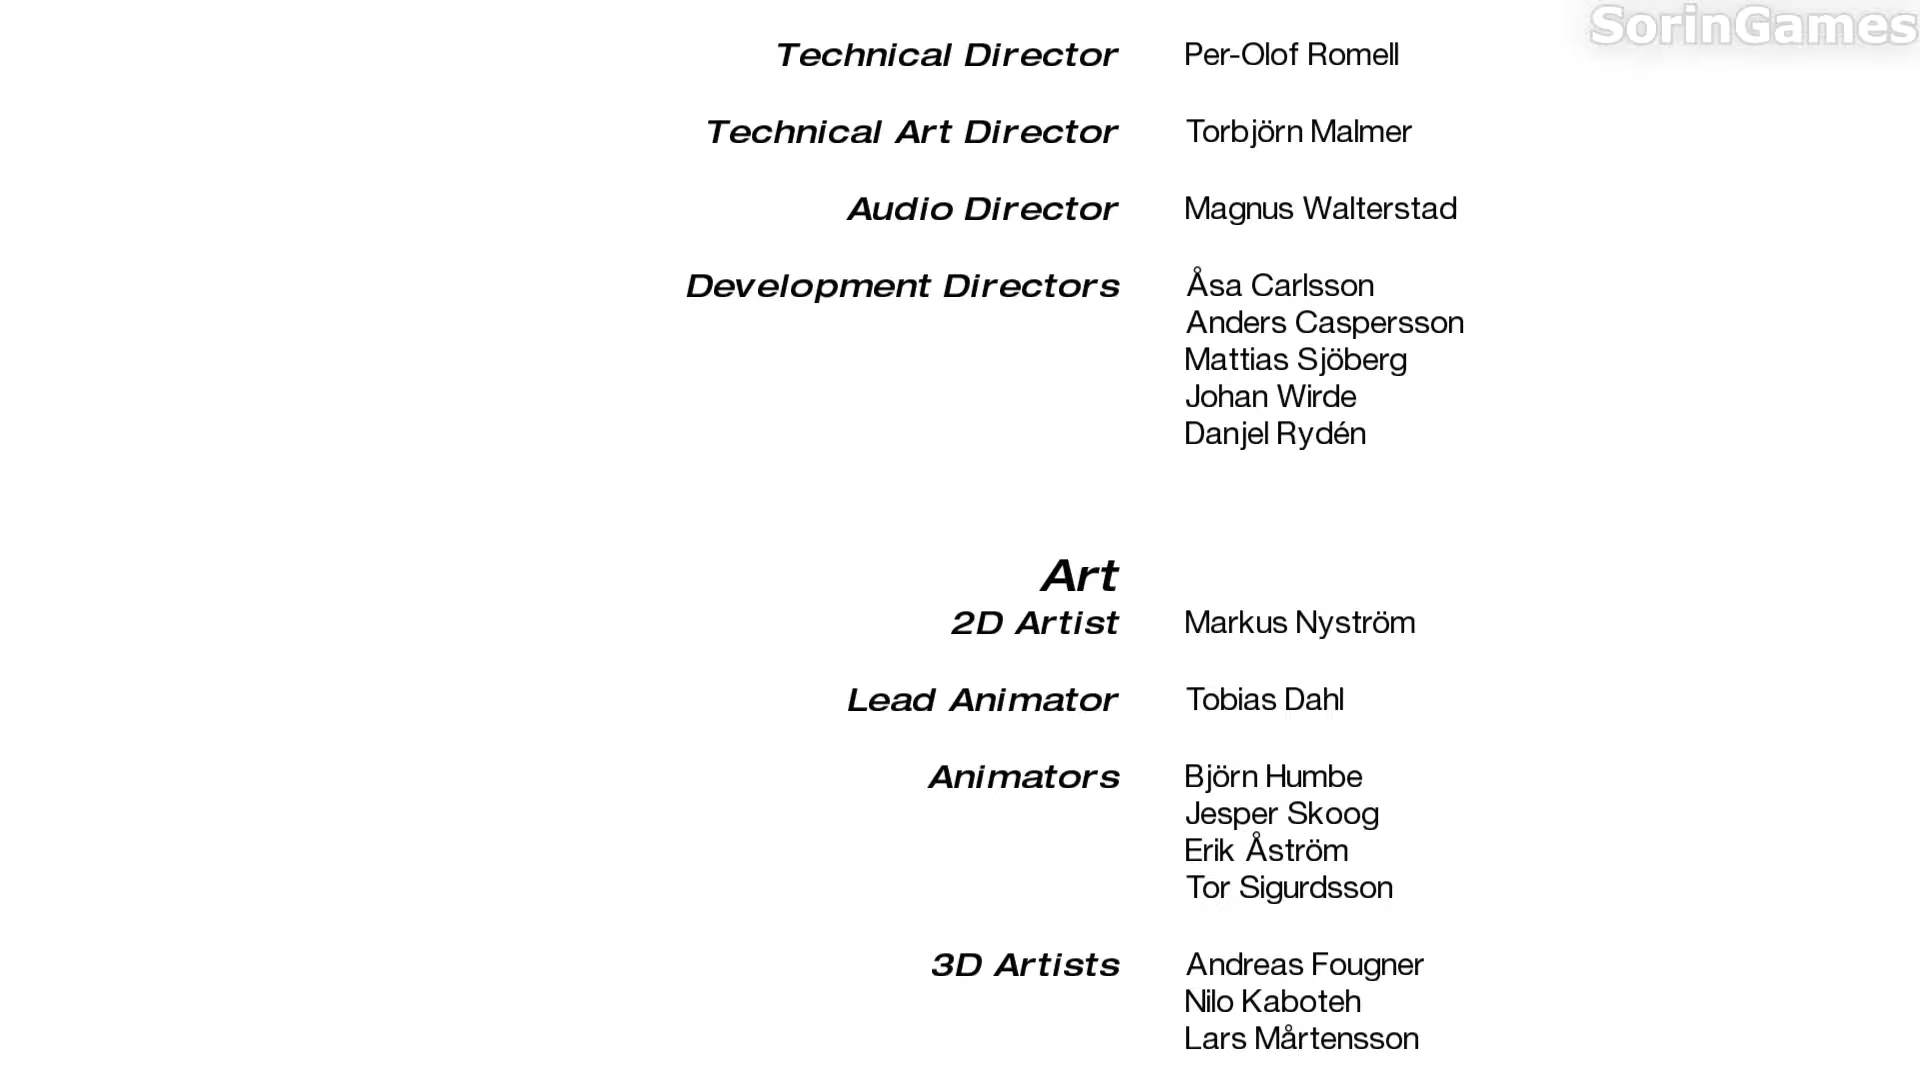 SorinGames
Technical Director Per-Olof Romell
Technical Art Director Torbjörn Malmer
Audio Director Magnus Walterstad
Development Directors Åsa Carlsson
Anders Caspersson
Mattias Sjöberg
Johan Wirde
Danjel Rydén
Art
2D Artist Markus Nyström
Lead Animator Tobias Dahl
Animators Björn Humbe
Jesper Skoog
Erik Åström
Tor Sigurdsson
3D Artists Andreas Fougner
Nilo Kaboteh
Lars Mårtensson